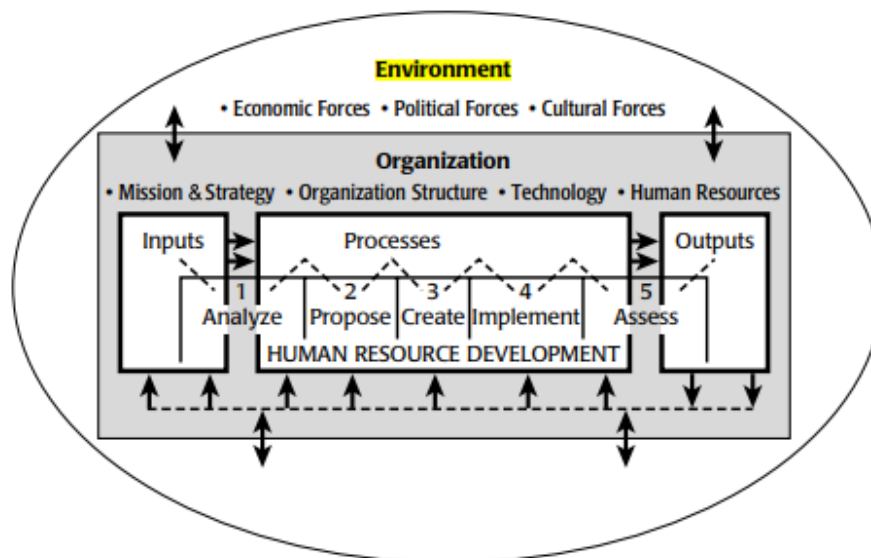 Environment
• Economic Forces • Political Forces • Cultural Forces
Organization
• Mission & Strategy • Organization Structure • Technology • Human Resources
Inputs Processes Outputs
1 2 3 4 5
Analyze Propose Create Implement Assess
HUMAN RESOURCE DEVELOPMENT